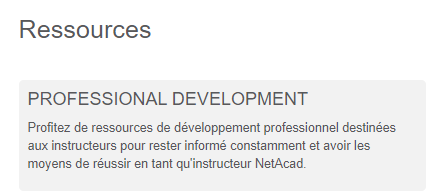 Ressources
PROFESSIONAL DEVELOPMENT
Profitez de ressources de développement professionnel destinées
aux instructeurs pour rester informé constamment et avoir les
moyens de réussir en tant qu'instructeur NetAcad.